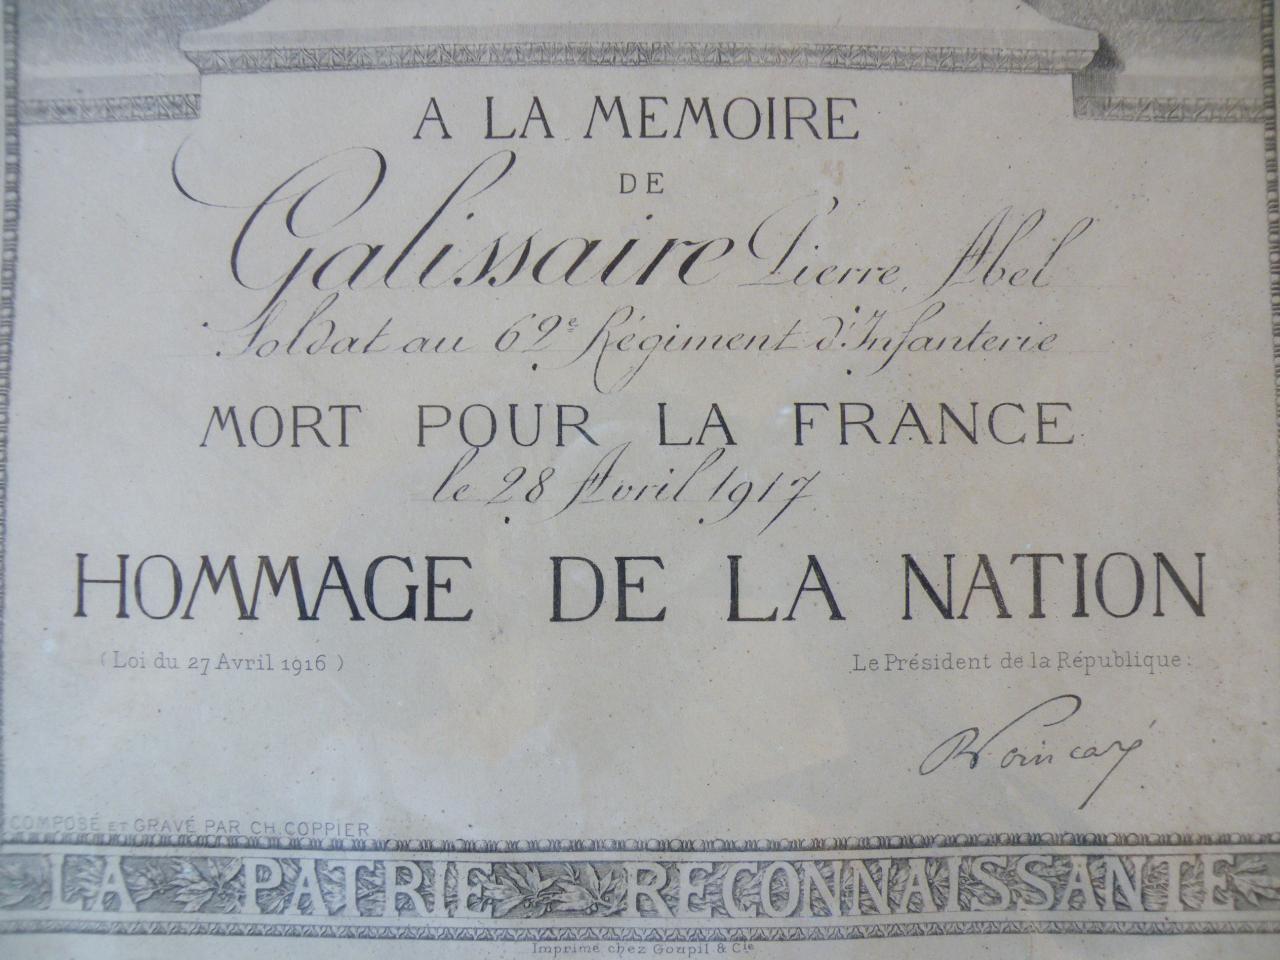 A LA MEMOIRE
DE
Galissaire Pierre, Abel
Soldat au 62e Régiment d'Infanterie
MORT POUR LA FRANCE
le 28 Avril 1917
HOMMAGE DE LA NATION
(Loi du 27 Avril 1916)
Le Président de la République:
R Poincaré
COMPOSÉ ET GRAVÉ PAR CH. COPPIER
LA PATRIE RECONNAISSANTE
Imprimé chez Goupil & Cie